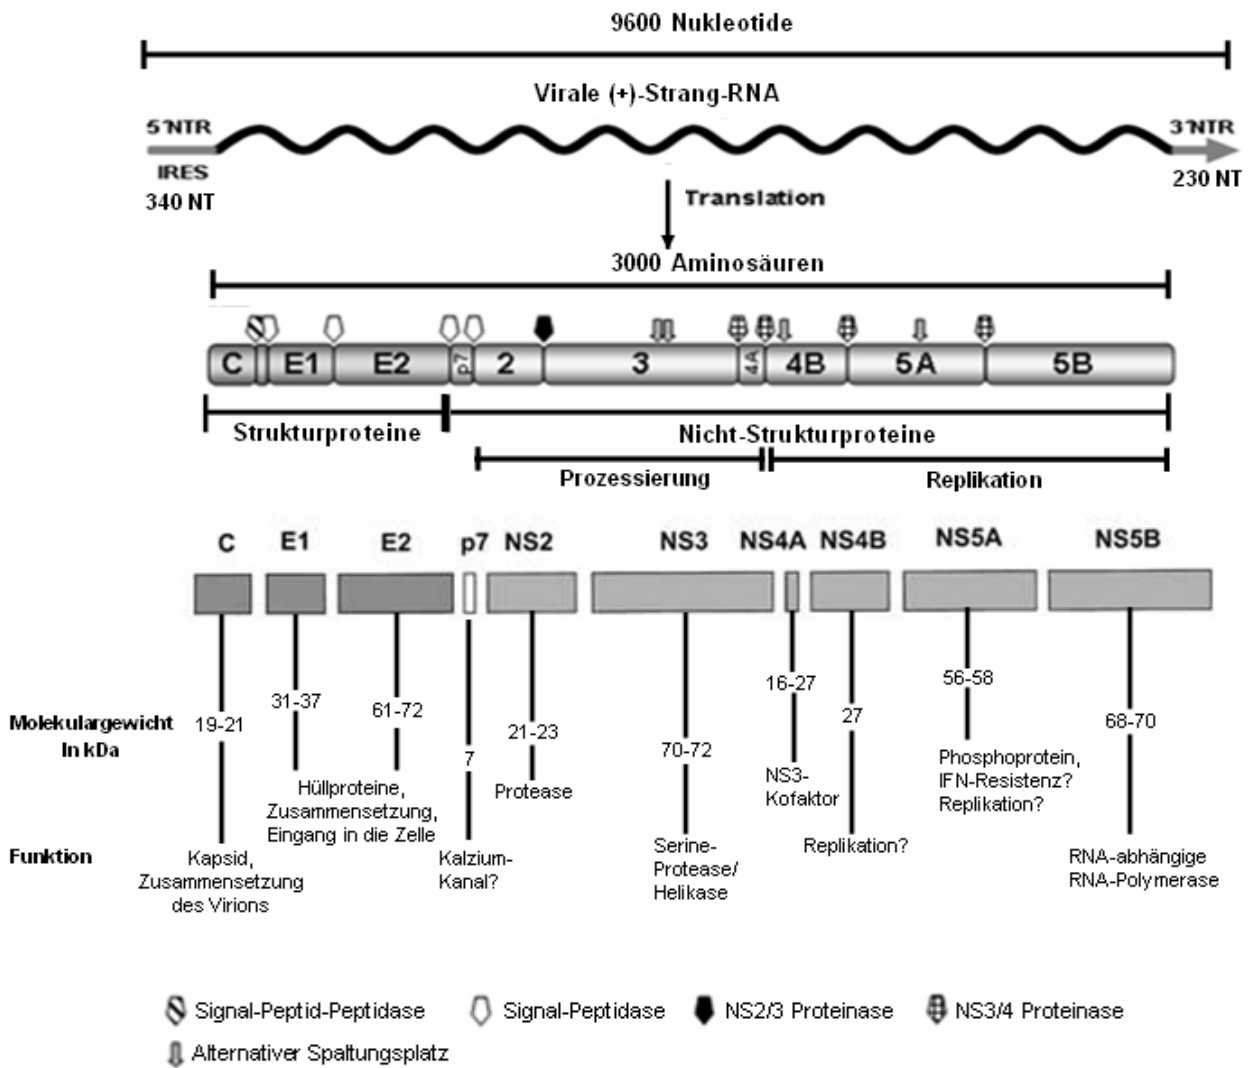 9600 Nukleotide
Virale (+)-Strang-RNA
5'NTR
3'NTR
IRES
340 NT
230 NT
Translation
3000 Aminosäuren
C E1 E2 p7 2 3 4A 4B 5A 5B
Strukturproteine
Nicht-Strukturproteine
Prozessierung
Replikation
C E1 E2 p7 NS2 NS3 NS4A NS4B NS5A NS5B
Molekulargewicht
In kDa
19-21
31-37
61-72
7
21-23
70-72
16-27
27
56-58
68-70
Funktion
Kapsid,
Zusammensetzung
des Virions
Hüllproteine,
Zusammensetzung,
Eingang in die Zelle
Kalzium-
Kanal?
Protease
Serine-
Protease/
Helikase
NS3-
Kofaktor
Replikation?
Phosphoprotein,
IFN-Resistenz?
Replikation?
RNA-abhängige
RNA-Polymerase
Signal-Peptid-Peptidase
Signal-Peptidase
NS2/3 Proteinase
NS3/4 Proteinase
Alternativer Spaltungsplatz